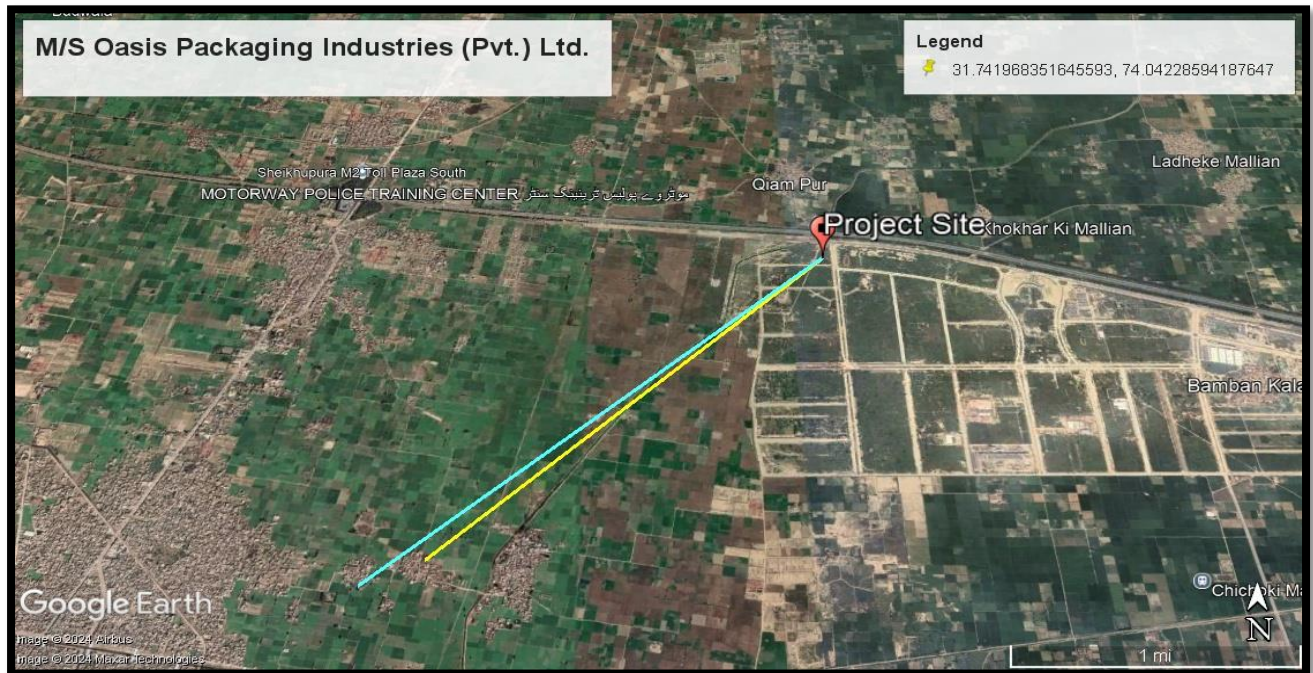 M/S Oasis Packaging Industries (Pvt.) Ltd.
Legend
31.741968351645593, 74.04228594187647
Ladheke Mallian
Sheikhupura M2 Toll Plaza South
Qiam Pur
MOTORWAY POLICE TRAINING CENTER موٹروے پولیس ٹریننگ سنٹر
Project Site
Khokhar Ki Mallian
Bamban Kala
Chichoki Ma
Google Earth
N
Image © 2024 Airbus
Image © 2024 Maxar Technologies
1 mi